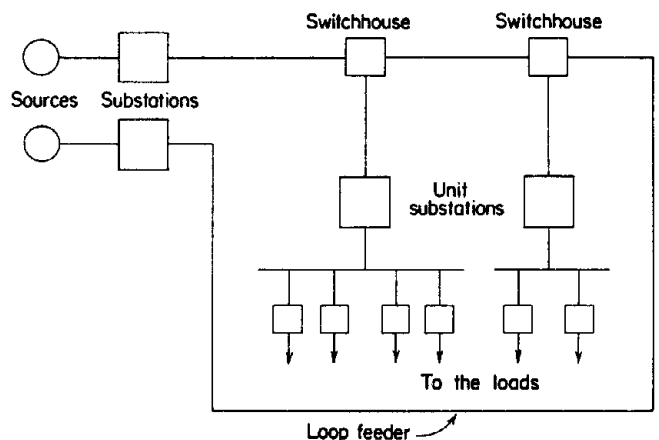 Switchhouse
Switchhouse
Sources
Substations
Unit
substations
To the loads
Loop feeder